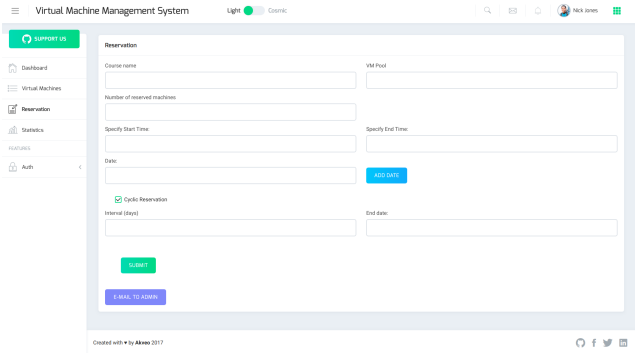 Virtual Machine Management System
Light Cosmic
Nick Jones
SUPPORT US
Dashboard
Virtual Machines
Reservation
Statistics
FEATURES
Auth
Reservation
Course name
VM Pool
Number of reserved machines
Specify Start Time:
Specify End Time:
Date:
ADD DATE
Cyclic Reservation
Interval (days)
End date:
SUBMIT
E-MAIL TO ADMIN
Created with ♥ by Akveo 2017